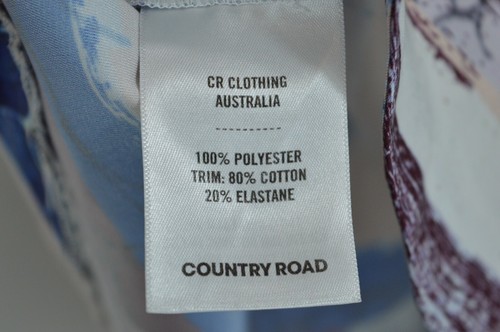 CR CLOTHING
AUSTRALIA
100% POLYESTER
TRIM: 80% COTTON
20% ELASTANE
COUNTRY ROAD